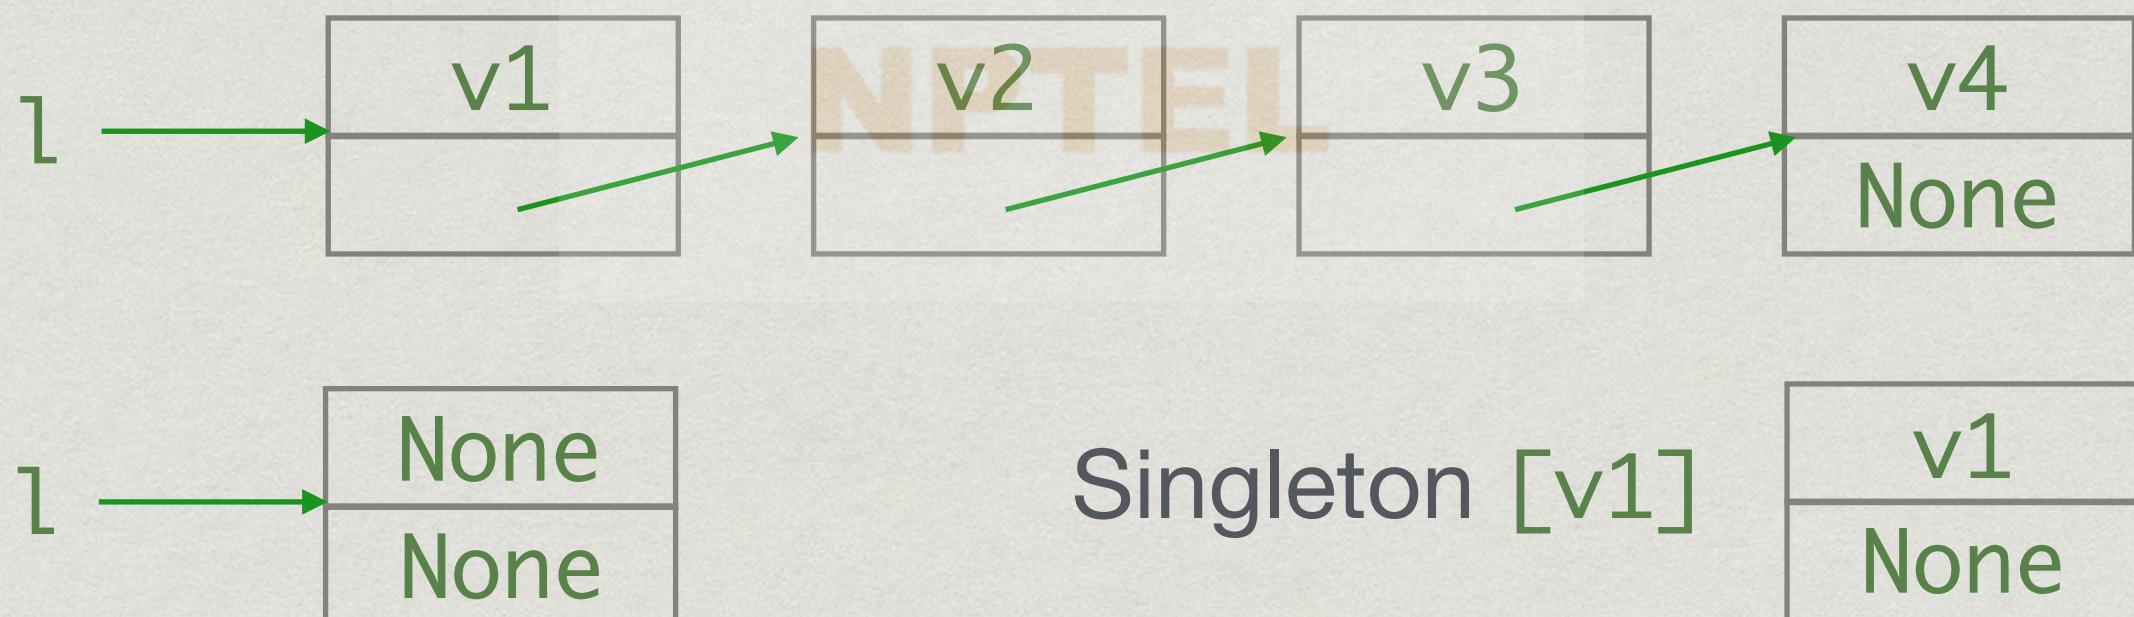 NPTEL
l v1 v2 v3 v4
None
l None Singleton [v1] v1
None None